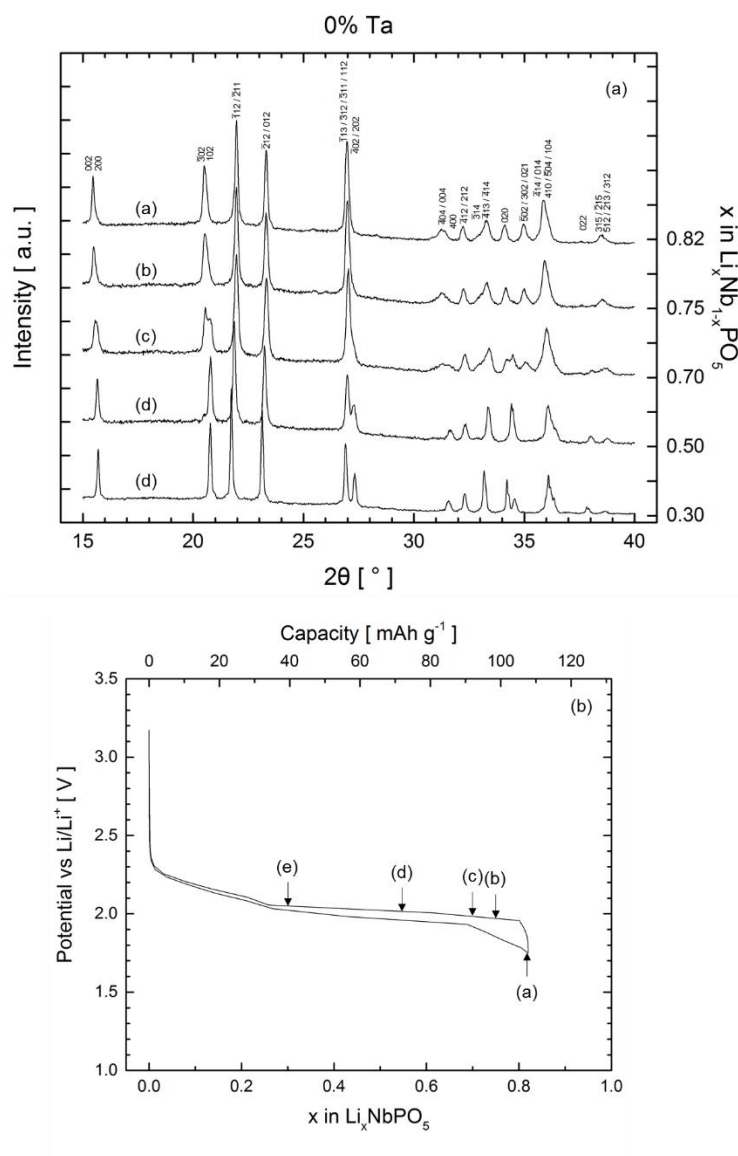 0% Ta
(a)
002
200
3̅02
102
1̅12 / 2̅11
2̅12 / 012
1̅13 / 3̅12 / 3̅11 / 112
4̅02 / 202
4̅04 / 004
400
4̅12 / 212
3̅14
4̅13 / 4̅14
020
5̅02 / 302 / 021
4̅14 / 014
410 / 5̅04 / 104
022
315 / 2̅15
512 / 2̅13 / 312
(a)
(b)
(c)
(d)
(d)
Intensity [ a.u. ]
0.82
0.75
0.70
0.50
0.30
x in LiₓNb₁₋ₓPO₅
15 20 25 30 35 40
2θ [ ° ]
Capacity [ mAh g⁻¹ ]
0 20 40 60 80 100 120
3.5
3.0
2.5
2.0
1.5
1.0
(b)
(e)
(d)
(c)
(b)
(a)
Potential vs Li/Li⁺ [ V ]
0.0 0.2 0.4 0.6 0.8 1.0
x in LiₓNbPO₅